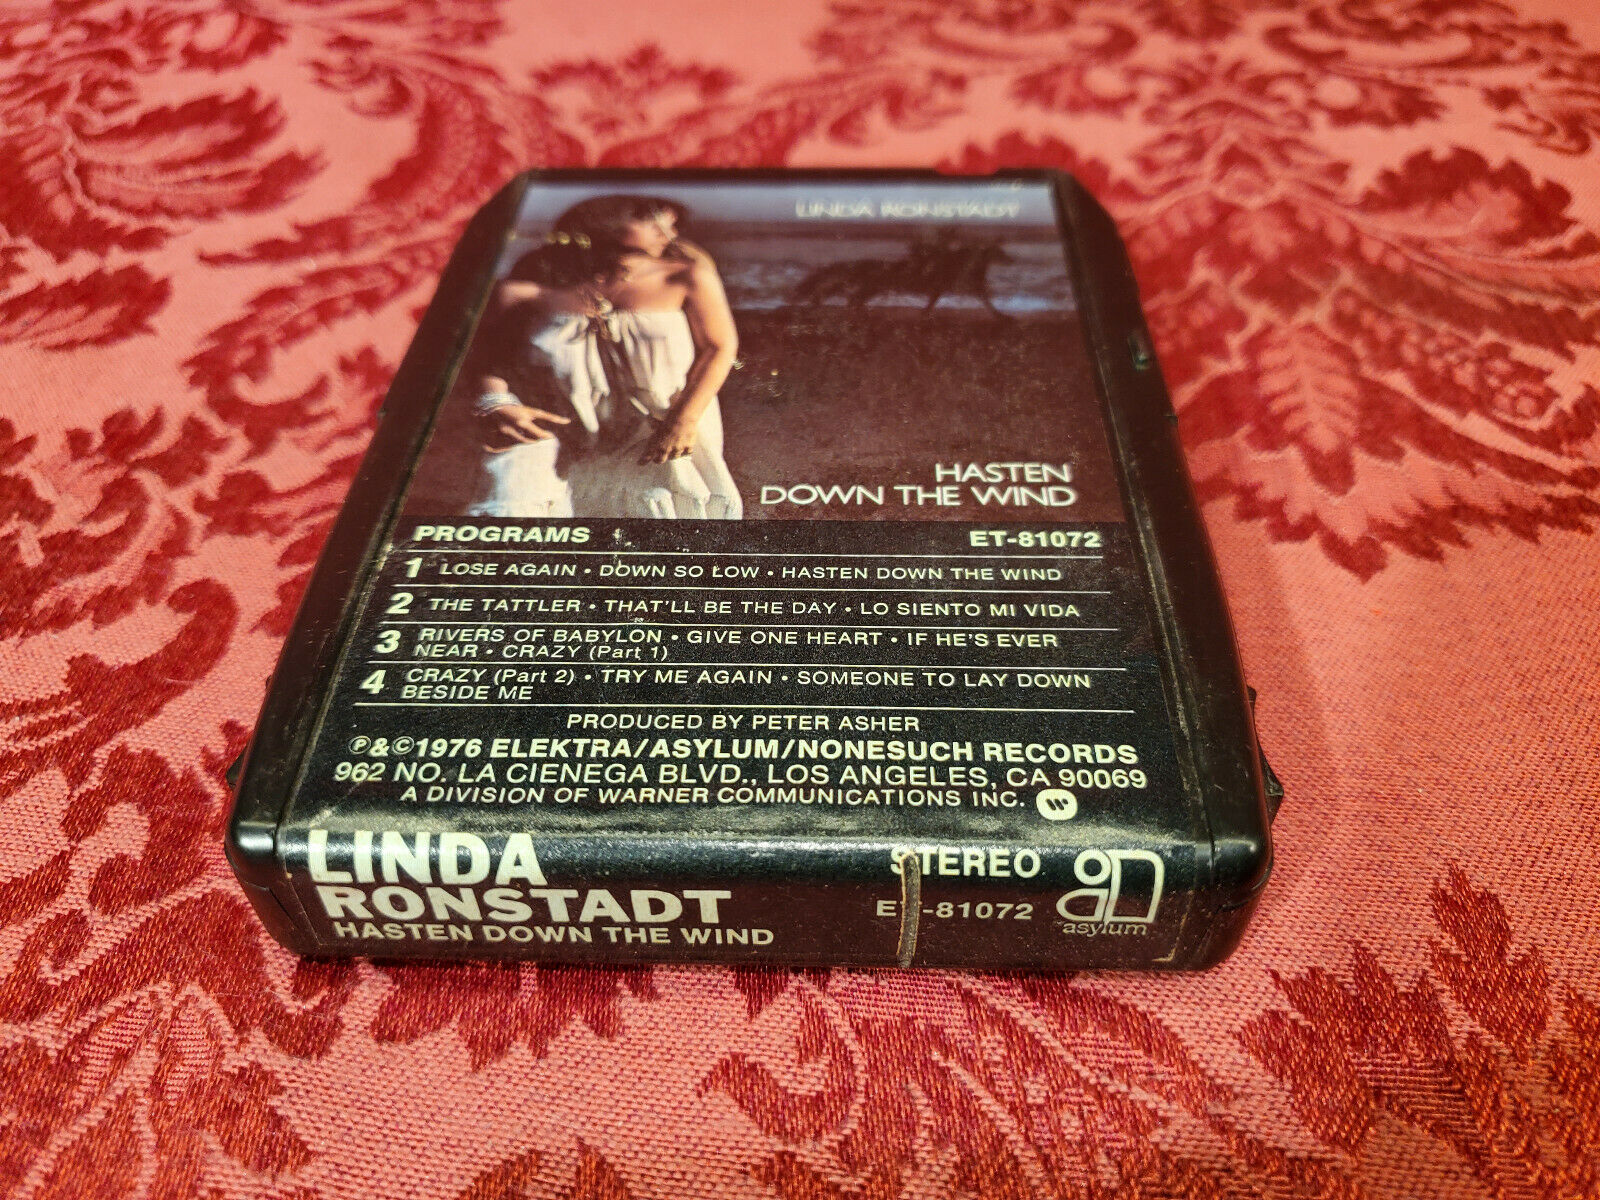 LINDA RONSTADT
HASTEN
DOWN THE WIND
PROGRAMS ET-81072
1 LOSE AGAIN • DOWN SO LOW • HASTEN DOWN THE WIND
2 THE TATTLER • THAT'LL BE THE DAY • LO SIENTO MI VIDA
3 RIVERS OF BABYLON • GIVE ONE HEART • IF HE'S EVER
NEAR • CRAZY (Part 1)
4 CRAZY (Part 2) • TRY ME AGAIN • SOMEONE TO LAY DOWN
BESIDE ME
PRODUCED BY PETER ASHER
℗&©1976 ELEKTRA/ASYLUM/NONESUCH RECORDS
962 NO. LA CIENEGA BLVD., LOS ANGELES, CA 90069
A DIVISION OF WARNER COMMUNICATIONS INC.
LINDA
RONSTADT
HASTEN DOWN THE WIND
STEREO
ET-81072
asylum